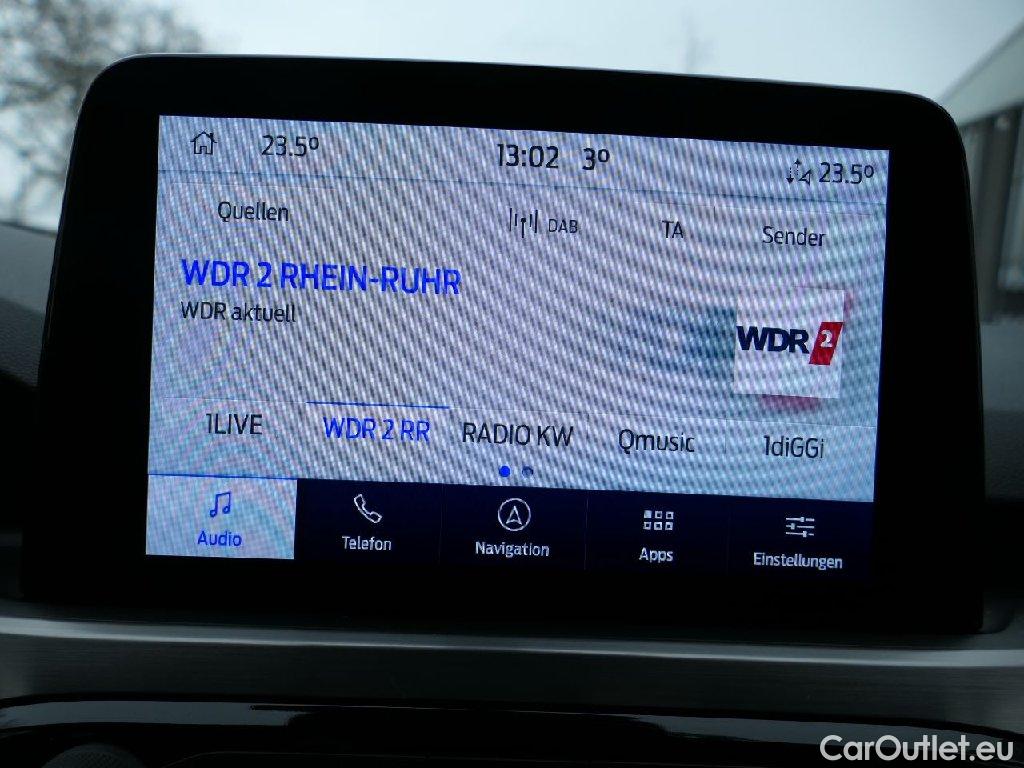 23.5° 13:02 3° 23.5°
Quellen DAB TA Sender
WDR 2 RHEIN-RUHR
WDR aktuell
WDR 2
1LIVE WDR 2 RR RADIO KW Qmusic 1diGGi
Audio Telefon Navigation Apps Einstellungen
CarOutlet.eu